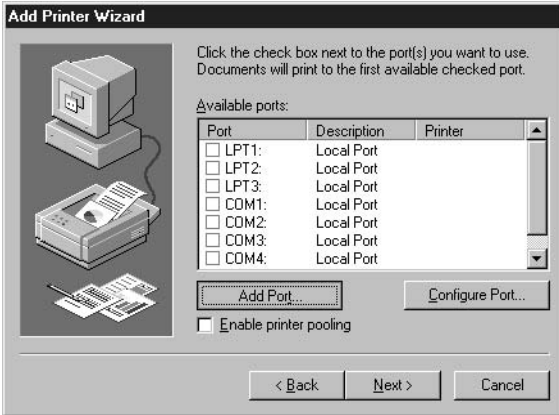 Add Printer Wizard
Click the check box next to the port(s) you want to use.
Documents will print to the first available checked port.
Available ports:
Port Description Printer
LPT1: Local Port
LPT2: Local Port
LPT3: Local Port
COM1: Local Port
COM2: Local Port
COM3: Local Port
COM4: Local Port
Add Port... Configure Port...
Enable printer pooling
< Back Next > Cancel